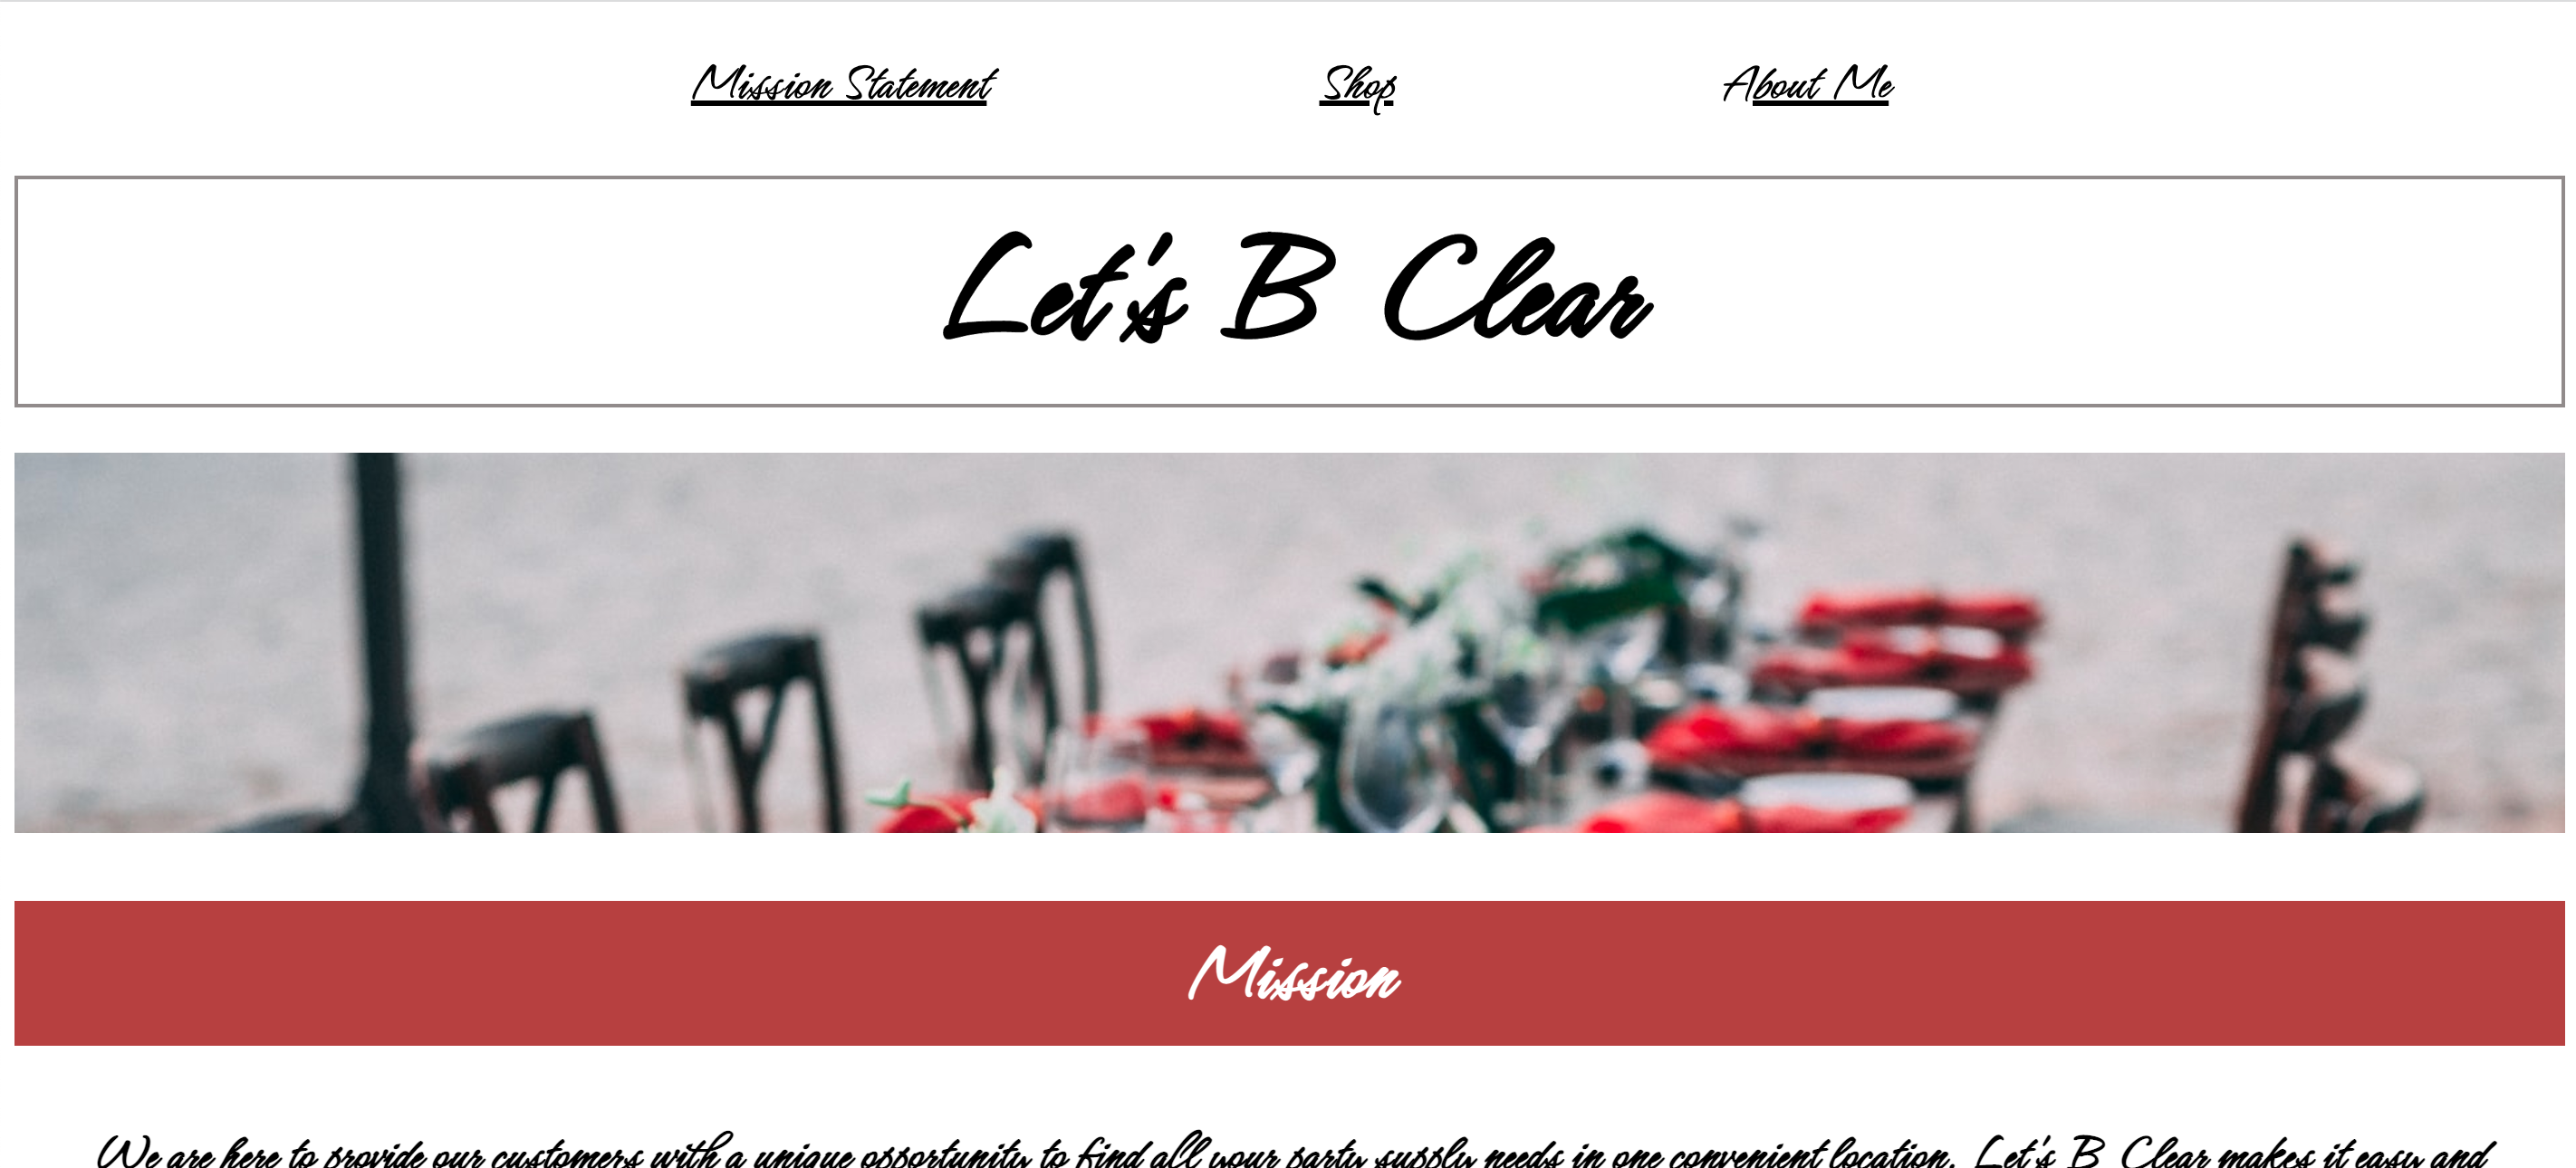 Mission Statement Shop About Me
Let's B Clear
Mission
We are here to provide our customers with a unique opportunity to find all your party supply needs in one convenient location. Let's B Clear makes it easy and